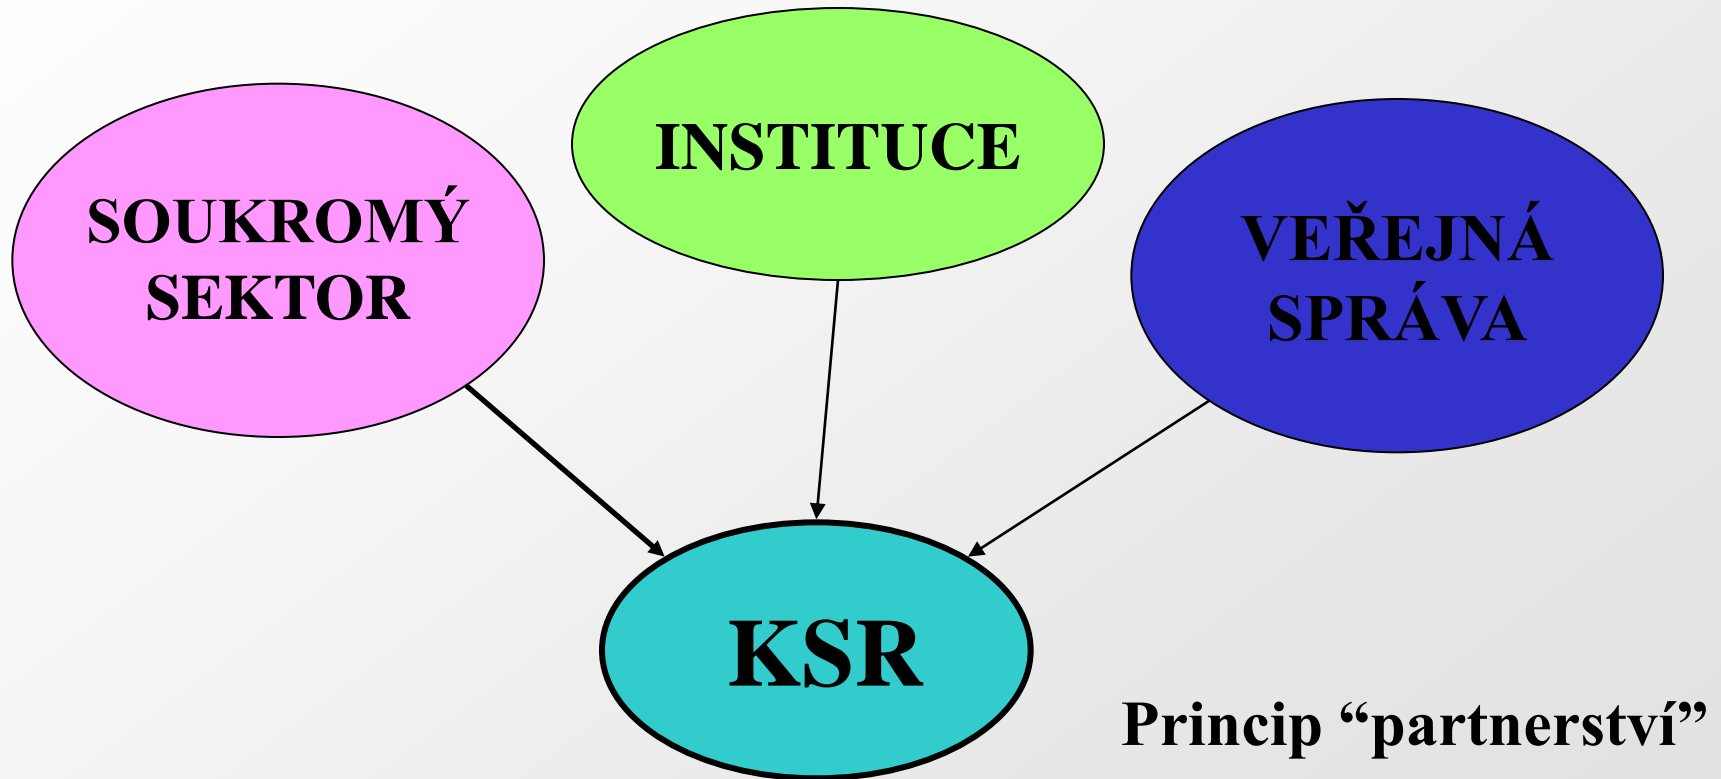 SOUKROMÝ
SEKTOR
INSTITUCE
VEŘEJNÁ
SPRÁVA
KSR
Princip “partnerství”